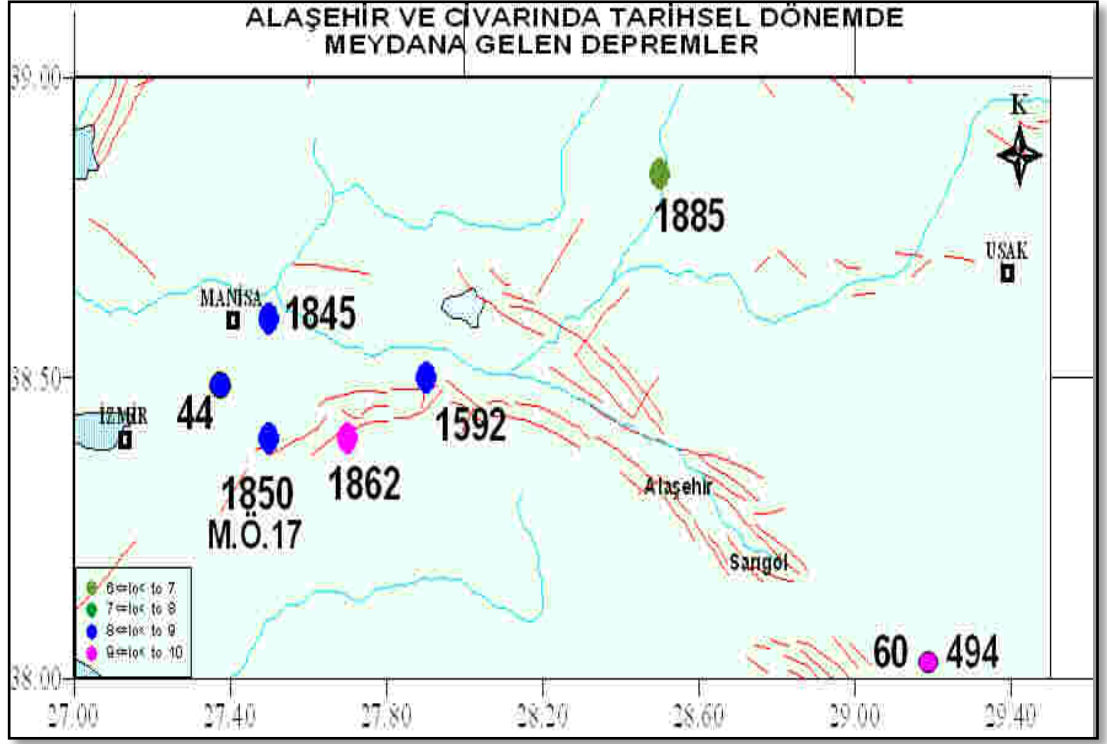 ALAŞEHİR VE CİVARINDA TARİHSEL DÖNEMDE
MEYDANA GELEN DEPREMLER
39.00
K
1885
UŞAK
MANİSA
1845
38.50
44
İZMİR
1592
1850
1862
M.Ö.17
Alaşehir
Sarıgöl
6<=Io< to 7
7<=Io< to 8
8<=Io< to 9
9<=Io< to 10
60 494
38.00
27.00 27.40 27.80 28.20 28.60 29.00 29.40